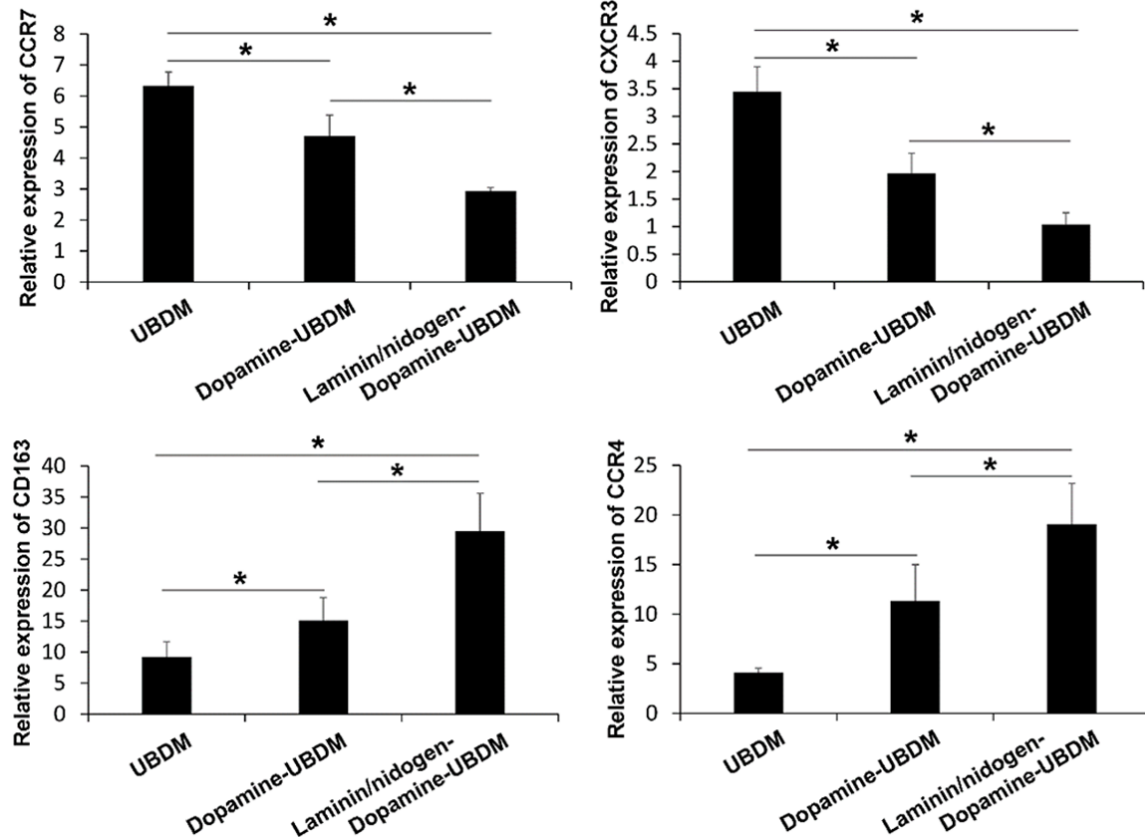 Relative expression of CCR7
8
7
6
5
4
3
2
1
0
*
*
*
UBDM
Dopamine-UBDM
Laminin/nidogen-
Dopamine-UBDM
Relative expression of CXCR3
4.5
4
3.5
3
2.5
2
1.5
1
0.5
0
*
*
*
UBDM
Dopamine-UBDM
Laminin/nidogen-
Dopamine-UBDM
Relative expression of CD163
40
35
30
25
20
15
10
5
0
*
*
*
UBDM
Dopamine-UBDM
Laminin/nidogen-
Dopamine-UBDM
Relative expression of CCR4
25
20
15
10
5
0
*
*
*
UBDM
Dopamine-UBDM
Laminin/nidogen-
Dopamine-UBDM